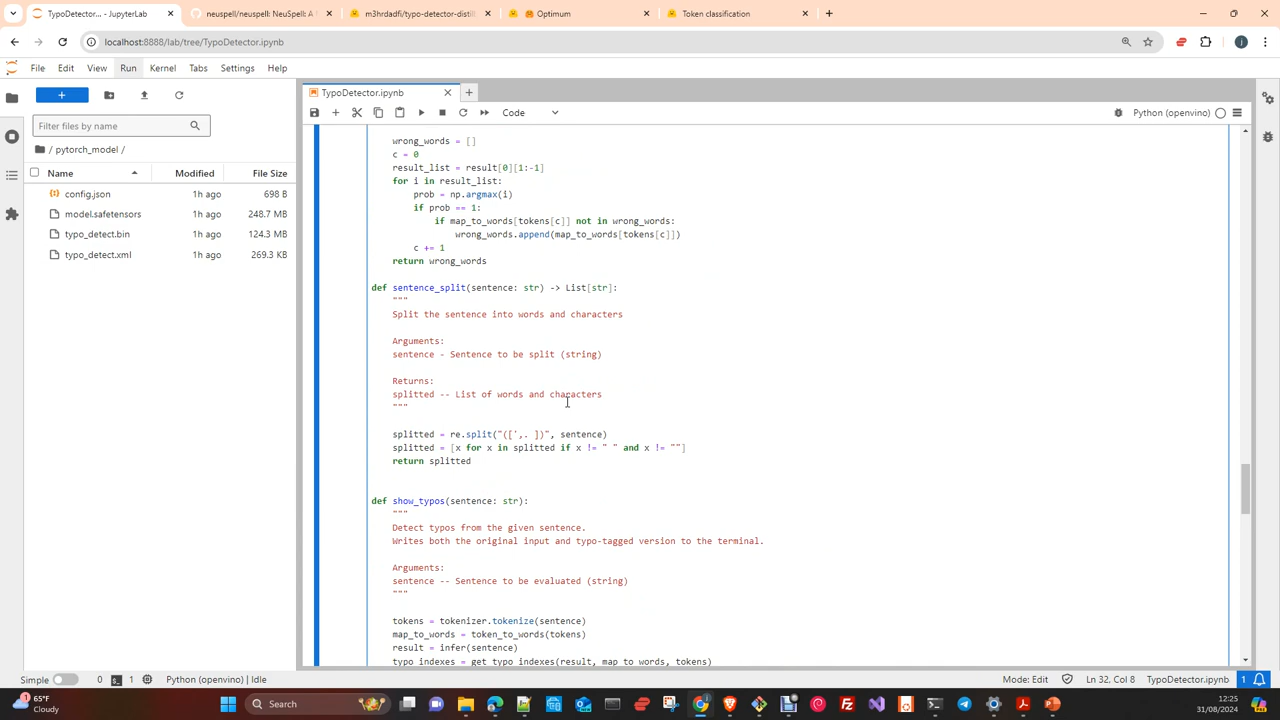 TypoDetec... - JupyterLab
neuspell/neuspell: NeuSpell: A
m3hrdadfi/typo-detector-distil
Optimum
Token classification
localhost:8888/lab/tree/TypoDetector.ipynb
File Edit View Run Kernel Tabs Settings Help
TypoDetector.ipynb
Code
Python (openvino)
Filter files by name
/ pytorch_model /
Name Modified File Size
config.json 1h ago 698 B
model.safetensors 1h ago 248.7 MB
typo_detect.bin 1h ago 124.3 MB
typo_detect.xml 1h ago 269.3 KB
wrong_words = []
c = 0
result_list = result[0][1:-1]
for i in result_list:
prob = np.argmax(i)
if prob == 1:
if map_to_words[tokens[c]] not in wrong_words:
wrong_words.append(map_to_words[tokens[c]])
c += 1
return wrong_words
def sentence_split(sentence: str) -> List[str]:
"""
Split the sentence into words and characters
Arguments:
sentence - Sentence to be split (string)
Returns:
splitted -- List of words and characters
"""
splitted = re.split("([',. ])", sentence)
splitted = [x for x in splitted if x != " " and x != ""]
return splitted
def show_typos(sentence: str):
"""
Detect typos from the given sentence.
Writes both the original input and typo-tagged version to the terminal.
Arguments:
sentence -- Sentence to be evaluated (string)
"""
tokens = tokenizer.tokenize(sentence)
map_to_words = token_to_words(tokens)
result = infer(sentence)
typo_indexes = get_typo_indexes(result, map_to_words, tokens)
Simple 0 1 Python (openvino) | Idle
Mode: Edit Ln 32, Col 8 TypoDetector.ipynb 1
65°F
Cloudy
Search
12:25
31/08/2024